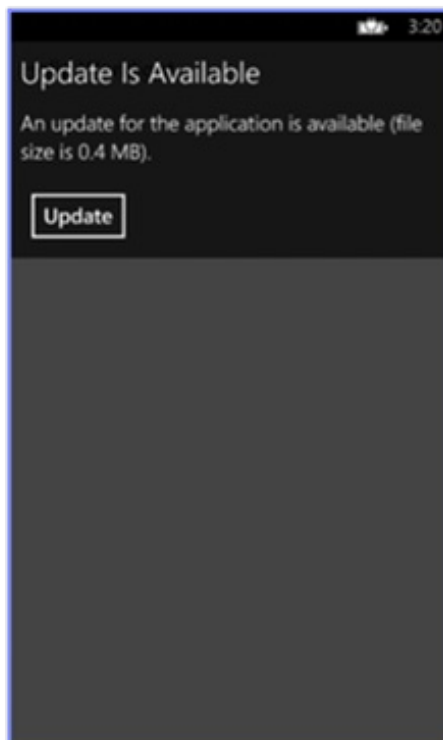 3:20
Update Is Available
An update for the application is available (file
size is 0.4 MB).
Update